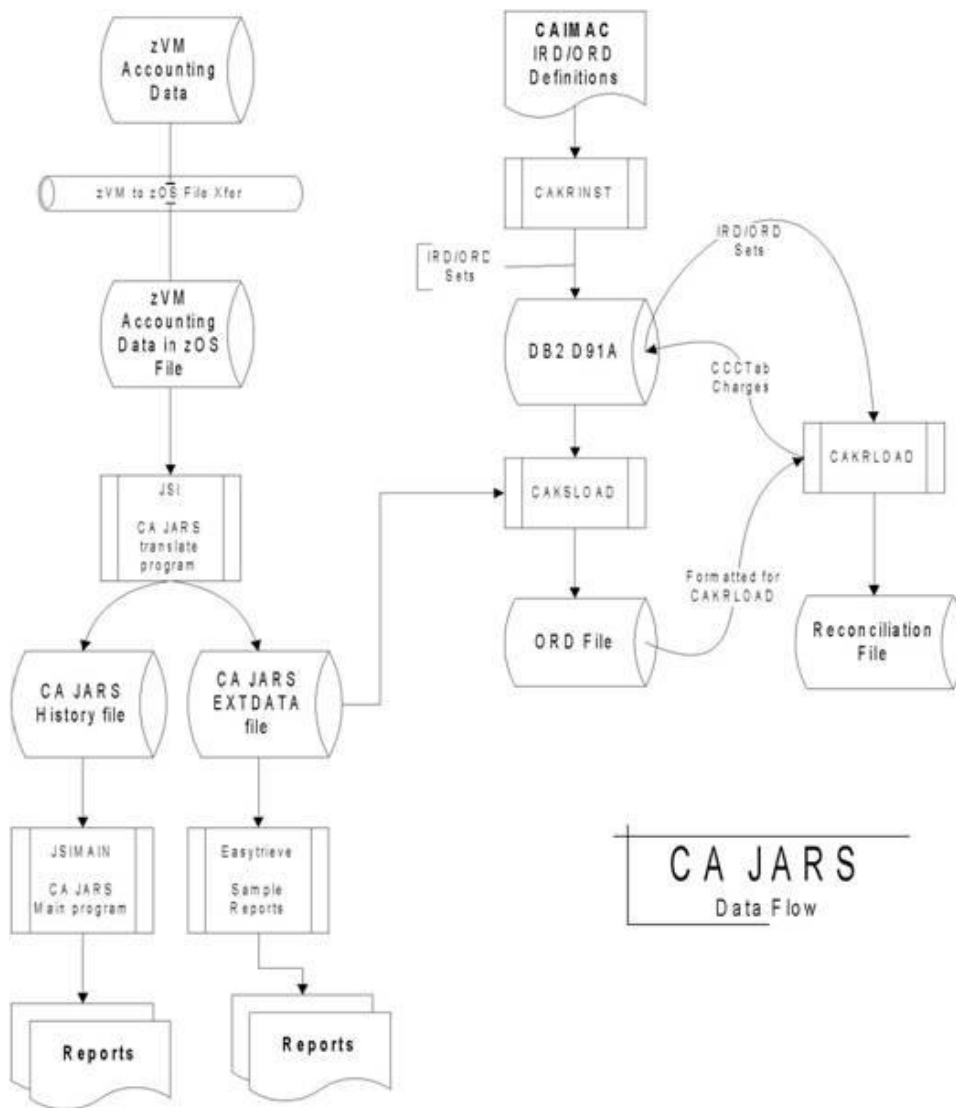 zVM
Accounting
Data
zVM to zOS File Xfer
zVM
Accounting
Data in zOS
File
JSI
CA JARS
translate
program
CA JARS
History file
CA JARS
EXTDATA
file
JSIMAIN
CA JARS
Main program
Easytrieve
Sample
Reports
Reports
Reports
CAIMAC
IRD/ORD
Definitions
CAKRINST
IRD/ORD
Sets
DB2 D91A
CAKSLOAD
ORD File
IRD/ORD
Sets
CCCTab
Charges
CAKRLOAD
Formatted for
CAKRLOAD
Reconciliation
File
CA JARS
Data Flow